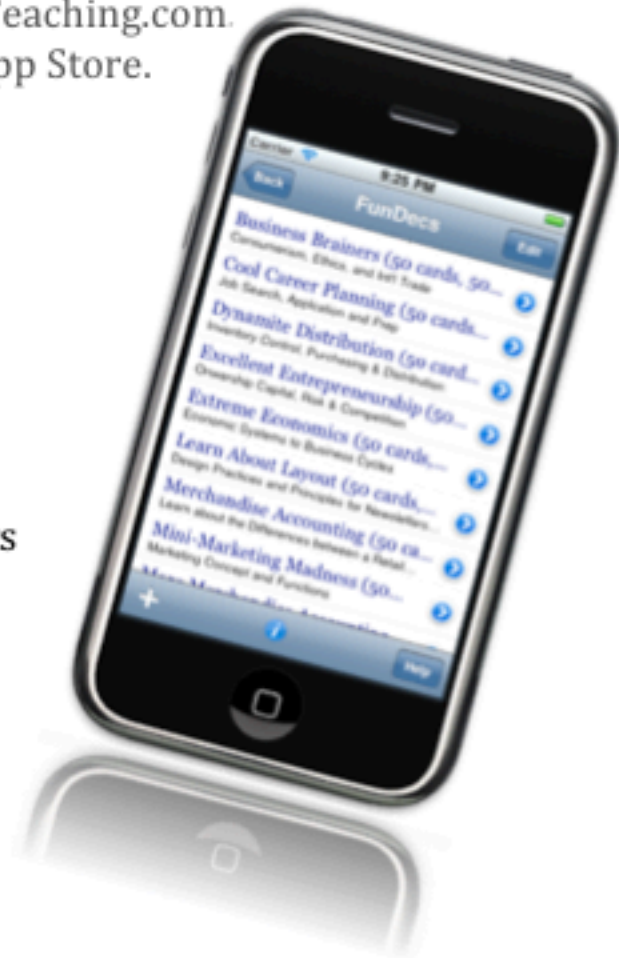 eaching.com.
pp Store.
Carrier
9:25 PM
Back
FunDecs
Edit
Business Brainers (50 cards, 50...
Consumerism, Ethics, and Int'l Trade
Cool Career Planning (50 cards...
Job Search, Application and Prep
Dynamite Distribution (50 card...
Inventory Control, Purchasing & Distribution
Excellent Entrepreneurship (50...
Ownership Capital, Risk & Competition
Extreme Economics (50 cards,...
Economic Systems to Business Cycles
Learn About Layout (50 cards,...
Design Practices and Principles for Newsletters...
Merchandise Accounting (50 ca...
Learn about the Differences between a Retail...
Mini-Marketing Madness (50...
Marketing Concept and Functions
More Merchandise Accounting
Help
s